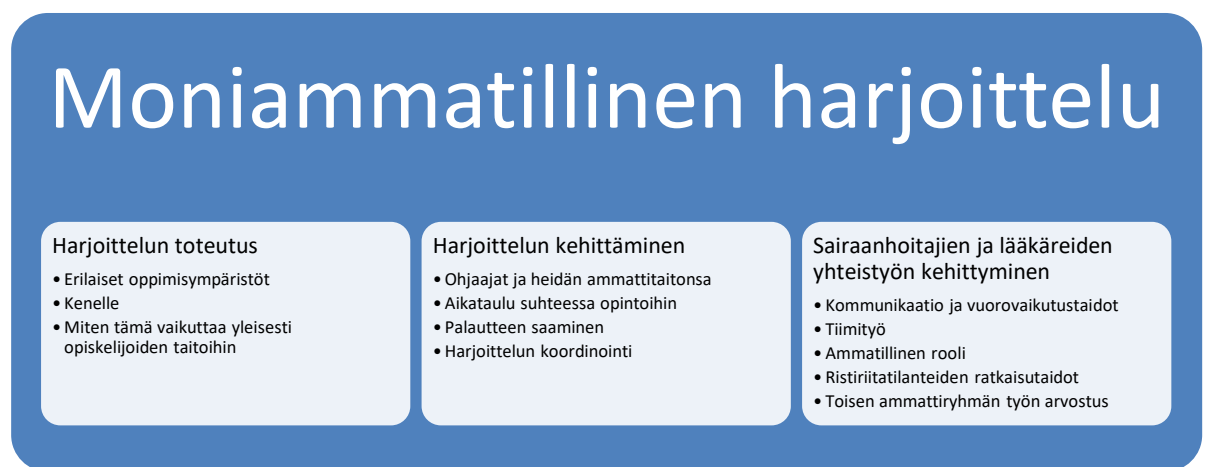 Moniammatillinen harjoittelu
Harjoittelun toteutus
• Erilaiset oppimisympäristöt
• Kenelle
• Miten tämä vaikuttaa yleisesti
opiskelijoiden taitoihin
Harjoittelun kehittäminen
• Ohjaajat ja heidän ammattitaitonsa
• Aikataulu suhteessa opintoihin
• Palautteen saaminen
• Harjoittelun koordinointi
Sairaanhoitajien ja lääkäreiden
yhteistyön kehittyminen
• Kommunikaatio ja vuorovaikutustaidot
• Tiimityö
• Ammatillinen rooli
• Ristiriitatilanteiden ratkaisutaidot
• Toisen ammattiryhmän työn arvostus